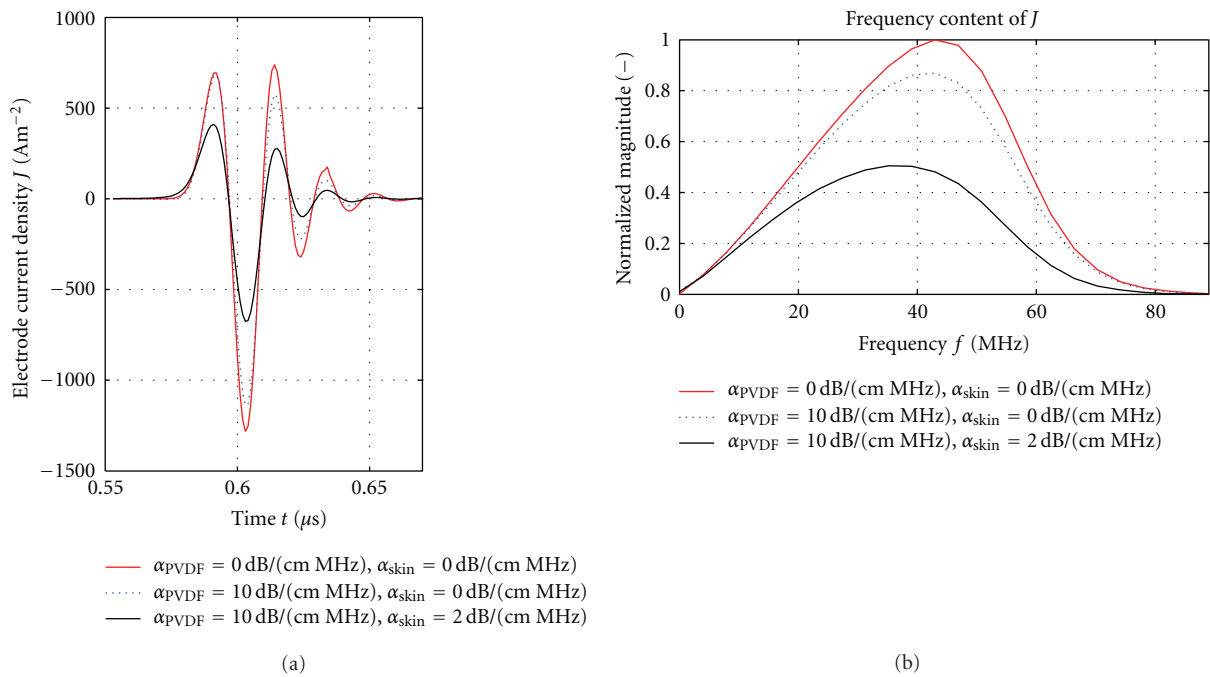 1000
500
0
−500
−1000
−1500
0.55
0.6
0.65
Electrode current density J (Am−2)
Time t (μs)
αPVDF = 0 dB/(cm MHz), αskin = 0 dB/(cm MHz)
αPVDF = 10 dB/(cm MHz), αskin = 0 dB/(cm MHz)
αPVDF = 10 dB/(cm MHz), αskin = 2 dB/(cm MHz)
(a)
Frequency content of J
1
0.8
0.6
0.4
0.2
0
0
20
40
60
80
Normalized magnitude (−)
Frequency f (MHz)
αPVDF = 0 dB/(cm MHz), αskin = 0 dB/(cm MHz)
αPVDF = 10 dB/(cm MHz), αskin = 0 dB/(cm MHz)
αPVDF = 10 dB/(cm MHz), αskin = 2 dB/(cm MHz)
(b)